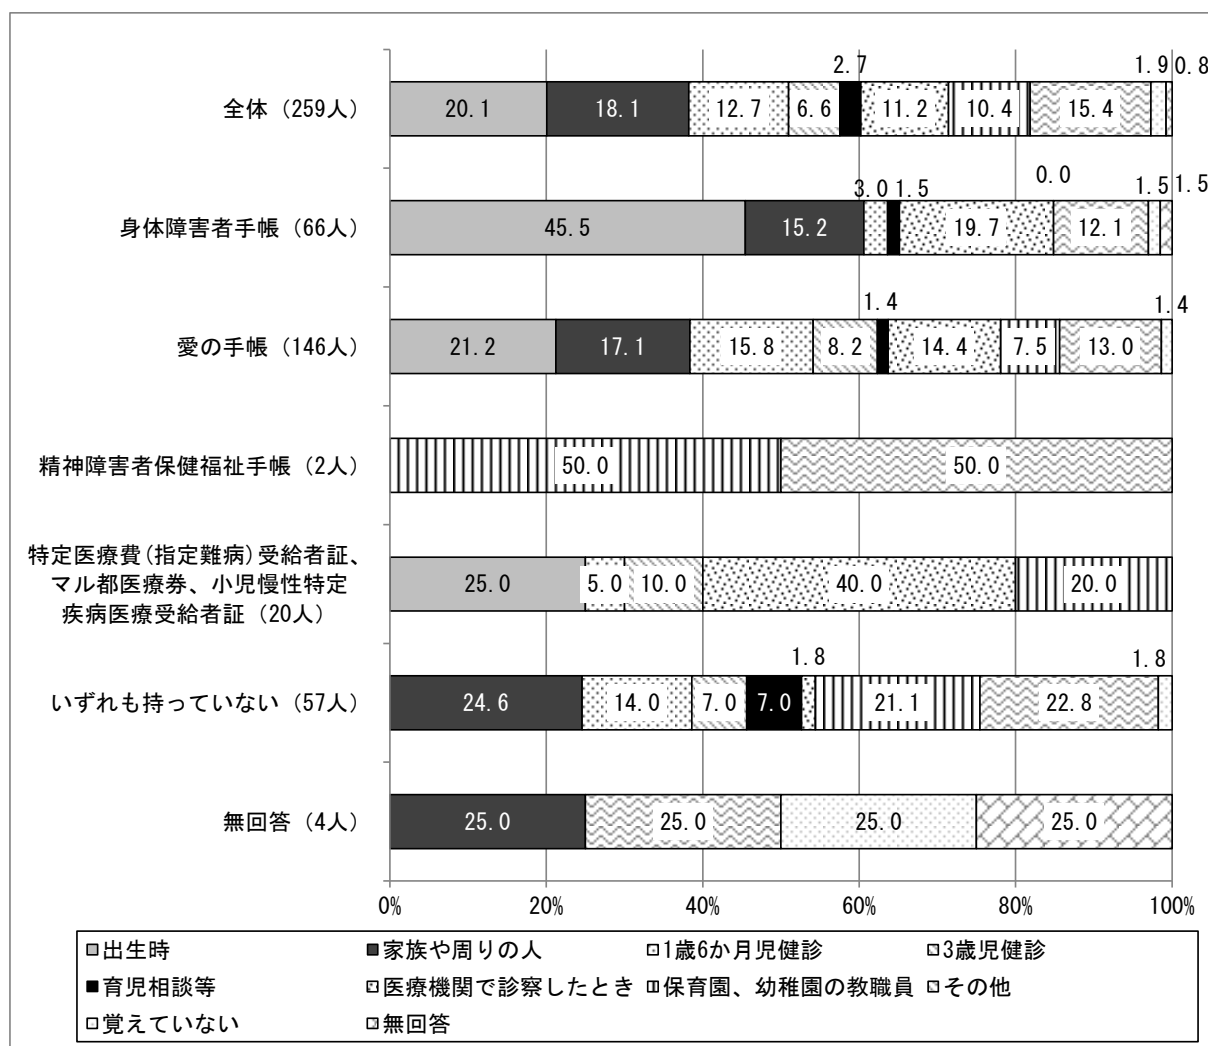 2.7 1.9 0.8
全体（259人） 20.1 18.1 12.7 6.6 11.2 10.4 15.4
3.0 1.5 0.0 1.5 1.5
身体障害者手帳（66人） 45.5 15.2 19.7 12.1
1.4 1.4
愛の手帳（146人） 21.2 17.1 15.8 8.2 14.4 7.5 13.0
精神障害者保健福祉手帳（2人） 50.0 50.0
特定医療費(指定難病)受給者証、
マル都医療券、小児慢性特定
疾病医療受給者証（20人）
25.0 5.0 10.0 40.0 20.0
1.8 1.8
いずれも持っていない（57人） 24.6 14.0 7.0 7.0 21.1 22.8
無回答（4人） 25.0 25.0 25.0 25.0
0% 20% 40% 60% 80% 100%
出生時 家族や周りの人 1歳6か月児健診 3歳児健診
育児相談等 医療機関で診察したとき 保育園、幼稚園の教職員 その他
覚えていない 無回答